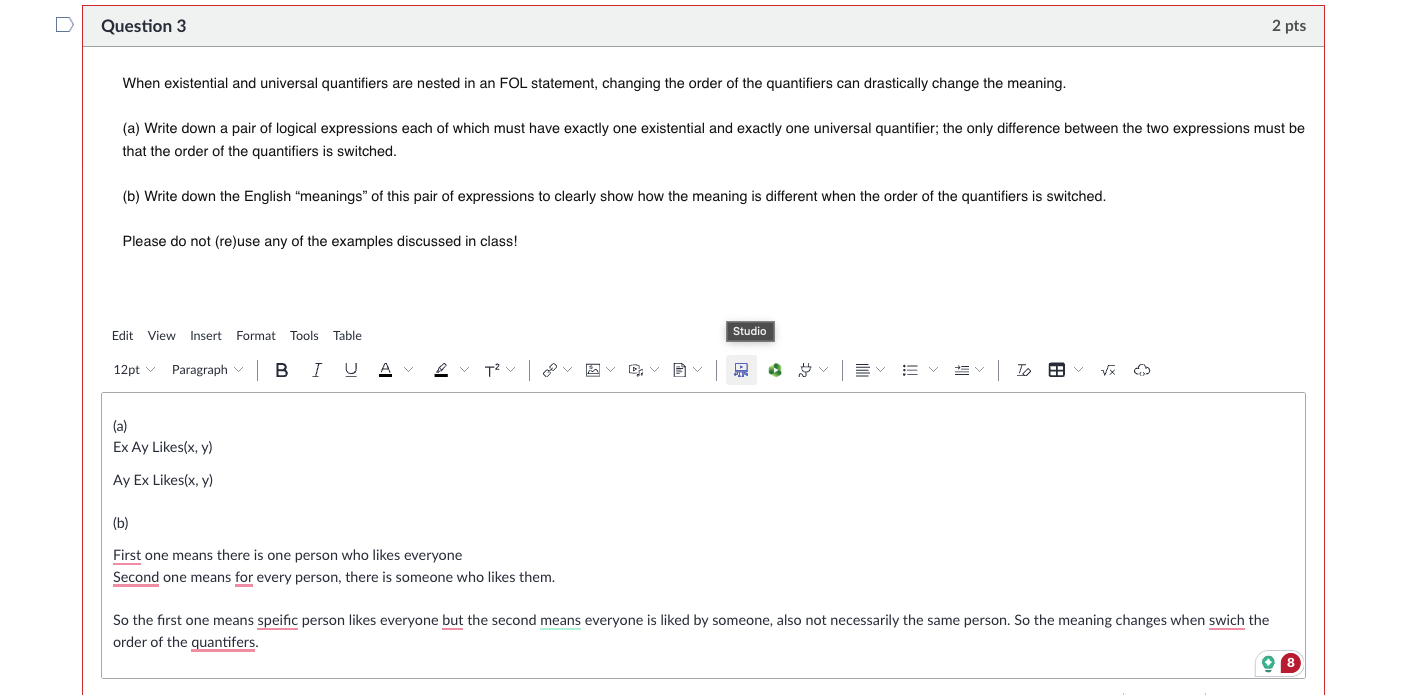 Question 3
2 pts
When existential and universal quantifiers are nested in an FOL statement, changing the order of the quantifiers can drastically change the meaning.
(a) Write down a pair of logical expressions each of which must have exactly one existential and exactly one universal quantifier; the only difference between the two expressions must be
that the order of the quantifiers is switched.
(b) Write down the English “meanings” of this pair of expressions to clearly show how the meaning is different when the order of the quantifiers is switched.
Please do not (re)use any of the examples discussed in class!
Studio
Edit View Insert Format Tools Table
12pt Paragraph B I U A T²
(a)
Ex Ay Likes(x, y)
Ay Ex Likes(x, y)
(b)
First one means there is one person who likes everyone
Second one means for every person, there is someone who likes them.
So the first one means speific person likes everyone but the second means everyone is liked by someone, also not necessarily the same person. So the meaning changes when swich the
order of the quantifers.
8